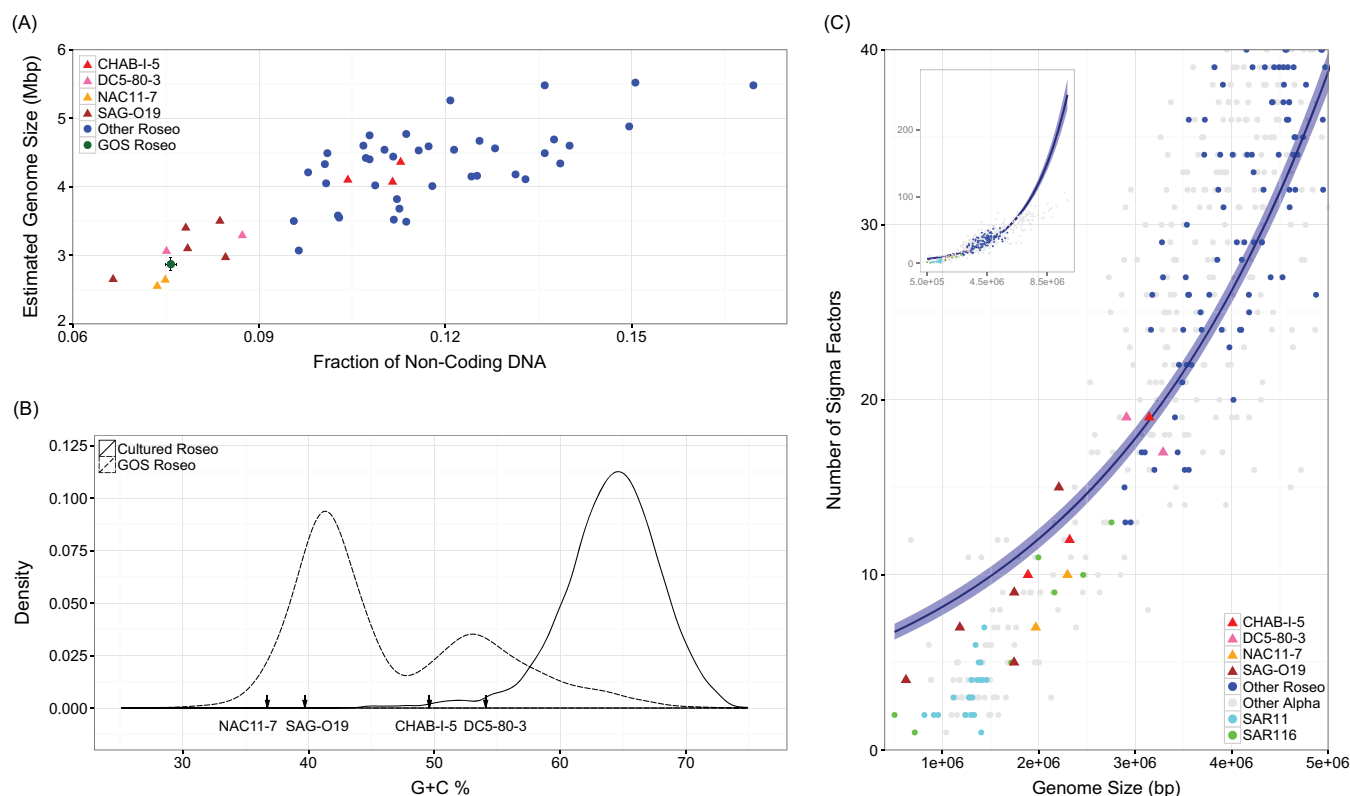 (A)
Estimated Genome Size (Mbp)
6
5
4
3
2
CHAB-I-5
DC5-80-3
NAC11-7
SAG-O19
Other Roseo
GOS Roseo
0.06
0.09
0.12
0.15
Fraction of Non-Coding DNA
(B)
Density
0.125
0.100
0.075
0.050
0.025
0.000
Cultured Roseo
GOS Roseo
NAC11-7
SAG-O19
CHAB-I-5
DC5-80-3
30
40
50
60
70
G+C %
(C)
Number of Sigma Factors
40
30
20
10
0
200
100
0
5.0e+05
4.5e+06
8.5e+06
CHAB-I-5
DC5-80-3
NAC11-7
SAG-O19
Other Roseo
Other Alpha
SAR11
SAR116
1e+06
2e+06
3e+06
4e+06
5e+06
Genome Size (bp)